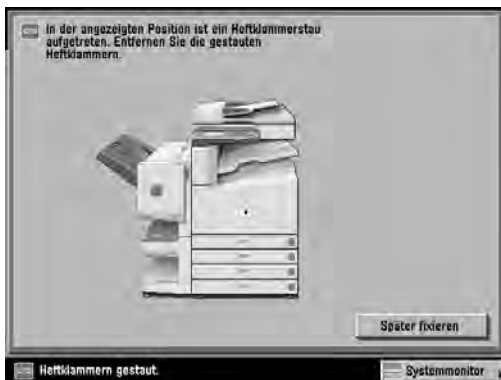 In der angezeigten Position ist ein Heftklammerstau
aufgetreten. Entfernen Sie die gestauten
Heftklammern.
Später fixieren
Heftklammern gestaut.
Systemmonitor